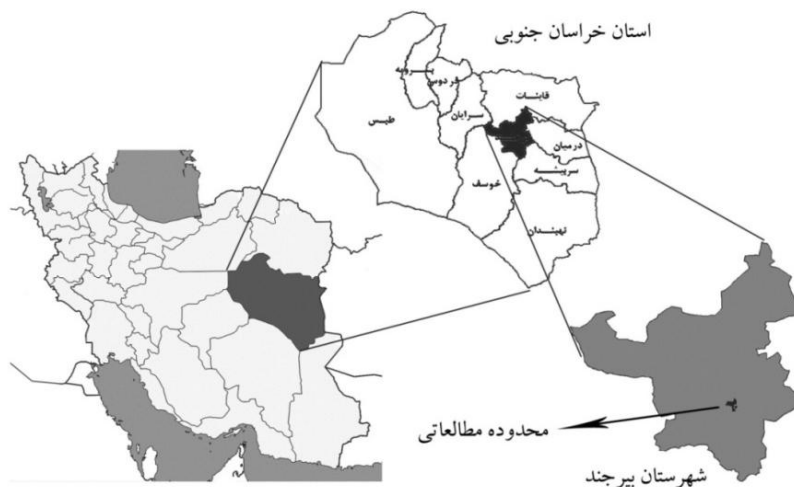 استان خراسان جنوبی
بشرویه
فردوس
قاینات
سرایان
طبس
درمیان
سربیشه
خوسف
نهبندان
محدوده مطالعاتی
شهرستان بیرجند